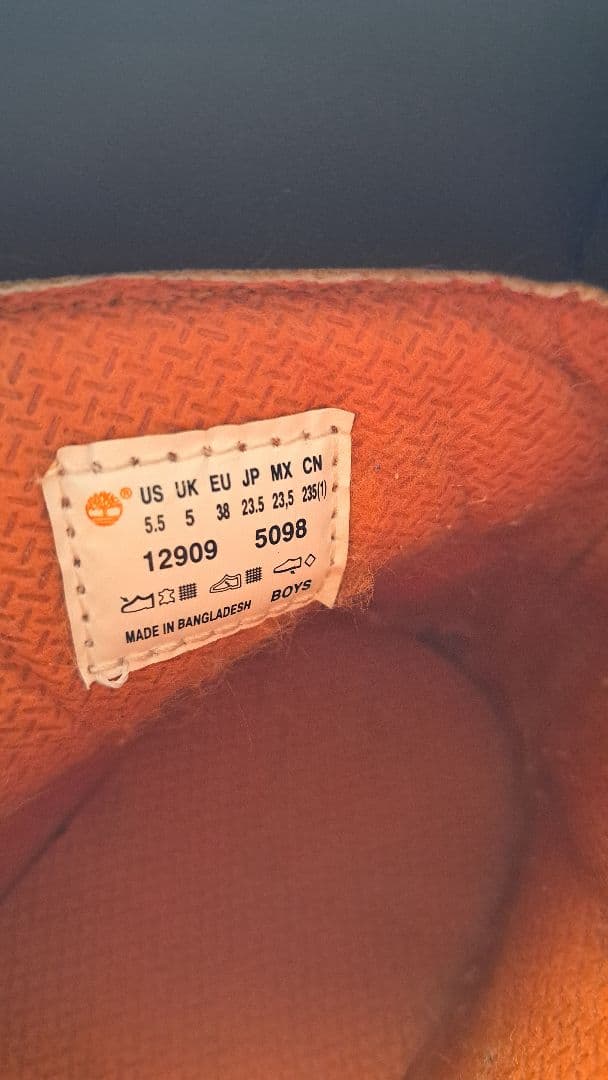 ® US UK EU JP MX CN
5.5 5 38 23.5 23,5 235(1)
12909 5098
MADE IN BANGLADESH BOYS